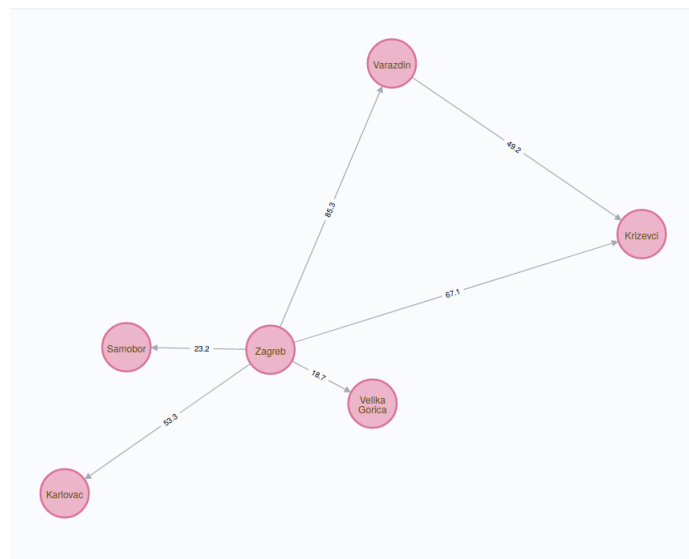 Varazdin
49.2
85.3
Krizevci
67.1
Samobor
23.2
Zagreb
18.7
Velika
Gorica
53.3
Karlovac